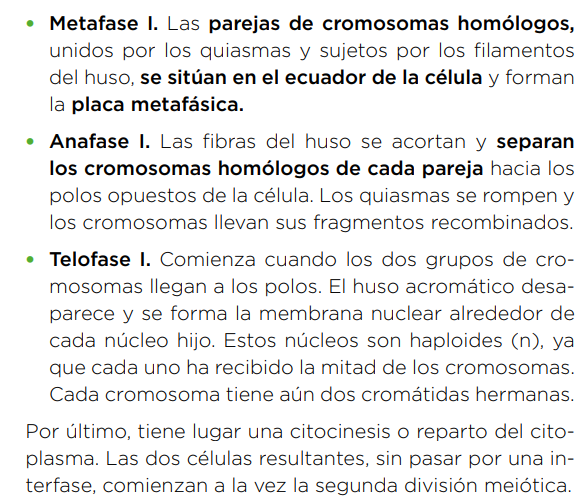 • Metafase I. Las parejas de cromosomas homólogos,
unidos por los quiasmas y sujetos por los filamentos
del huso, se sitúan en el ecuador de la célula y forman
la placa metafásica.
• Anafase I. Las fibras del huso se acortan y separan
los cromosomas homólogos de cada pareja hacia los
polos opuestos de la célula. Los quiasmas se rompen y
los cromosomas llevan sus fragmentos recombinados.
• Telofase I. Comienza cuando los dos grupos de cro-
mosomas llegan a los polos. El huso acromático desa-
parece y se forma la membrana nuclear alrededor de
cada núcleo hijo. Estos núcleos son haploides (n), ya
que cada uno ha recibido la mitad de los cromosomas.
Cada cromosoma tiene aún dos cromátidas hermanas.
Por último, tiene lugar una citocinesis o reparto del cito-
plasma. Las dos células resultantes, sin pasar por una in-
terfase, comienzan a la vez la segunda división meiótica.